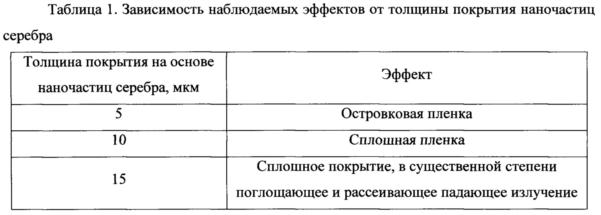 Таблица 1. Зависимость наблюдаемых эффектов от толщины покрытия наночастиц
серебра
Толщина покрытия на основе
наночастиц серебра, мкм
Эффект
5
Островковая пленка
10
Сплошная пленка
15
Сплошное покрытие, в существенной степени
поглощающее и рассеивающее падающее излучение